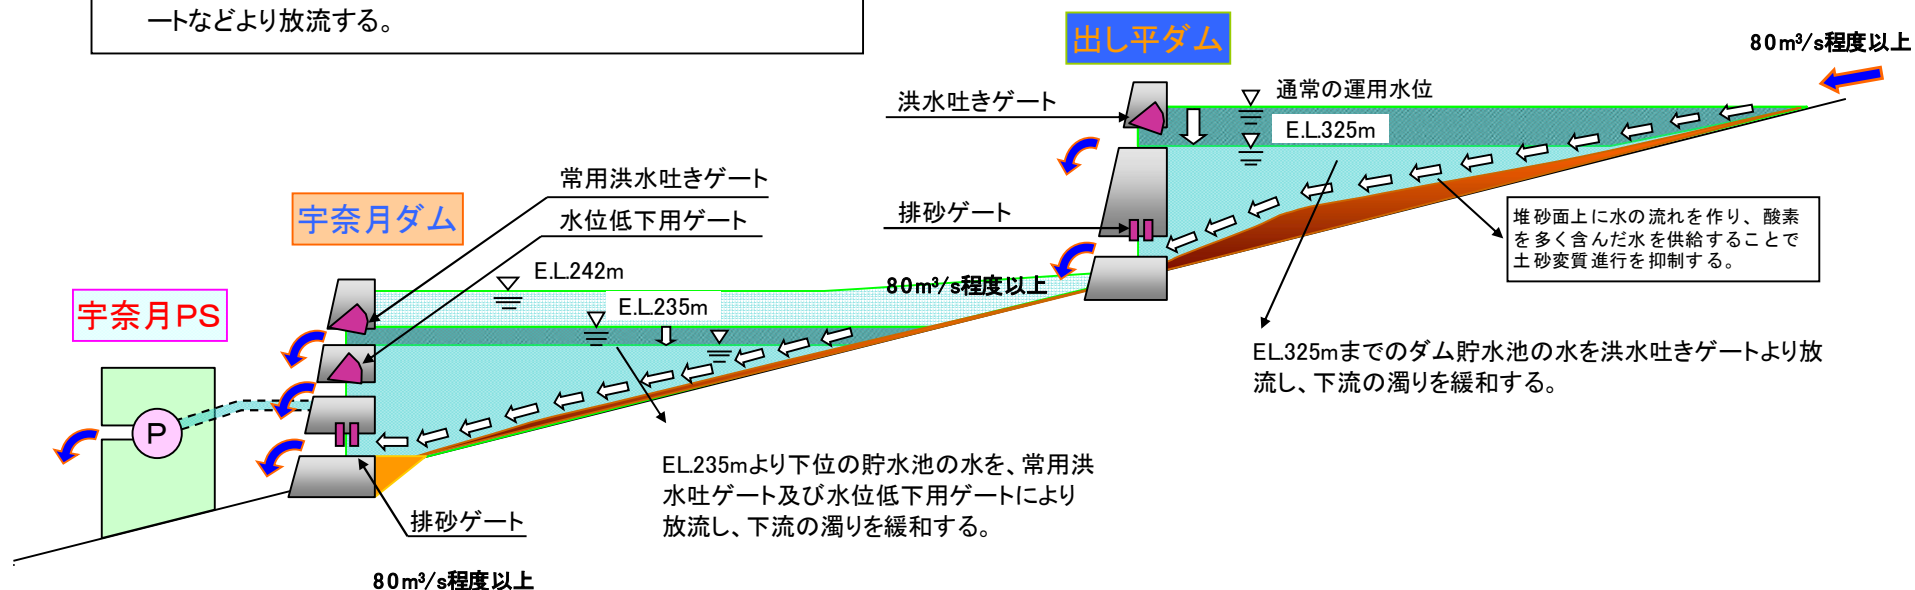 ートなどより放流する。
出し平ダム
80m³/s程度以上
洪水吐きゲート
通常の運用水位
E.L.325m
常用洪水吐きゲート
宇奈月ダム
水位低下用ゲート
排砂ゲート
堆砂面上に水の流れを作り、酸素
を多く含んだ水を供給することで
土砂変質進行を抑制する。
E.L.242m
80m³/s程度以上
宇奈月PS
E.L.235m
EL.325mまでのダム貯水池の水を洪水吐きゲートより放
流し、下流の濁りを緩和する。
P
EL.235mより下位の貯水池の水を、常用洪
水吐ゲート及び水位低下用ゲートにより
放流し、下流の濁りを緩和する。
排砂ゲート
80m³/s程度以上